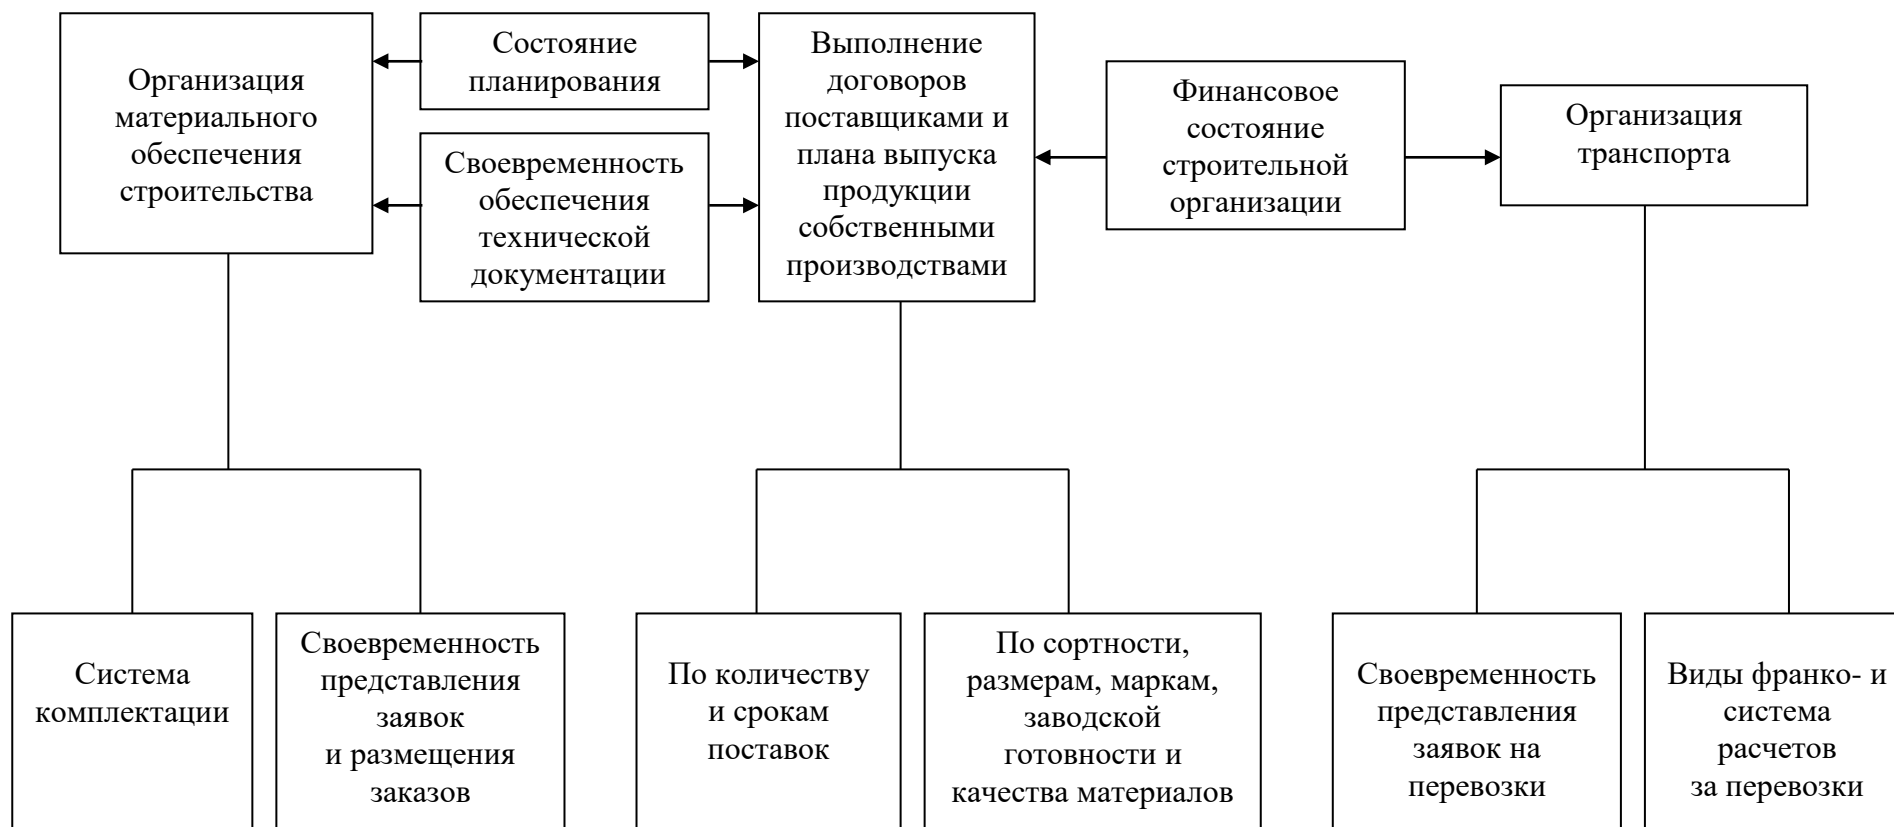 Организация
материального
обеспечения
строительства
Состояние
планирования
Своевременность
обеспечения
технической
документации
Выполнение
договоров
поставщиками и
плана выпуска
продукции
собственными
производствами
Финансовое
состояние
строительной
организации
Организация
транспорта
Система
комплектации
Своевременность
представления
заявок
и размещения
заказов
По количеству
и срокам
поставок
По сортности,
размерам, маркам,
заводской
готовности и
качества материалов
Своевременность
представления
заявок на
перевозки
Виды франко- и
система
расчетов
за перевозки